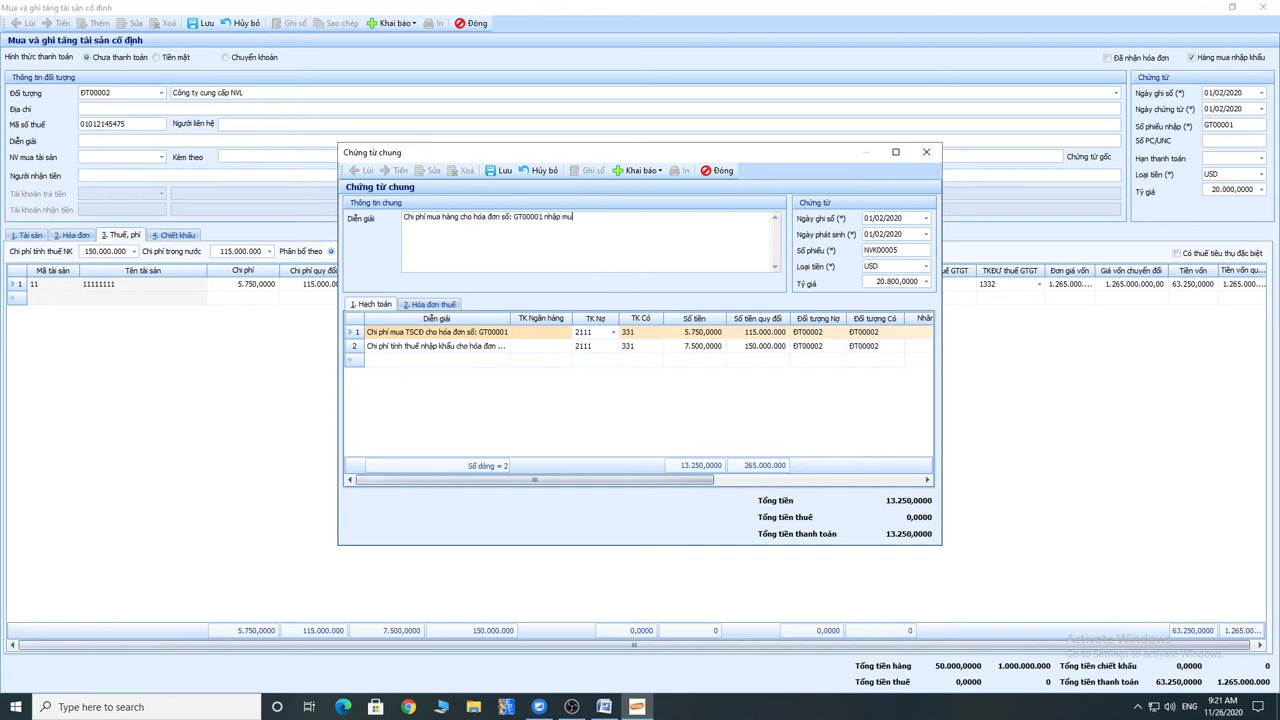 Mua và ghi tăng tài sản cố định
Lùi Tiến Thêm Sửa Xoá Lưu Hủy bỏ Ghi sổ Sao chép Khai báo In Đóng
Mua và ghi tăng tài sản cố định
Hình thức thanh toán Chưa thanh toán Tiền mặt Chuyển khoản Đã nhận hóa đơn Hàng mua nhập khẩu
Thông tin đối tượng Chứng từ
Đối tượng ĐT00002 Công ty cung cấp NVL Ngày ghi sổ (*) 01/02/2020
Địa chỉ Ngày chứng từ (*) 01/02/2020
Mã số thuế 01012145475 Người liên hệ Số phiếu nhập (*) GT00001
Diễn giải Số PC/UNC
NV mua tài sản Kèm theo Chứng từ gốc Hạn thanh toán
Người nhận tiền Loại tiền (*) USD
Tài khoản trả tiền Tỷ giá 20.000,0000
Tài khoản nhận tiền
1. Tài sản 2. Hóa đơn 3. Thuế, phí 4. Chiết khấu
Chi phí tính thuế NK 150.000.000 Chi phí trong nước 115.000.000 Phân bổ theo Có thuế tiêu thụ đặc biệt
Mã tài sản Tên tài sản Chi phí Chi phí quy đổi
1 11 11111111 5.750,0000 115.000.00
GTGT TKĐƯ thuế GTGT Đơn giá vốn Giá vốn chuyển đổi Tiền vốn Tiền vốn qu...
1332 1.265.000.... 1.265.000.000,00 63.250,0000 1.265.00...
Chứng từ chung
Lùi Tiến Sửa Xoá Lưu Hủy bỏ Ghi sổ Khai báo In Đóng
Chứng từ chung
Thông tin chung Chứng từ
Diễn giải Chi phí mua hàng cho hóa đơn số: GT00001 nhập mu Ngày ghi sổ (*) 01/02/2020
Ngày phát sinh (*) 01/02/2020
Số phiếu (*) NVK00005
Loại tiền (*) USD
Tỷ giá 20.800,0000
1. Hạch toán 2. Hóa đơn thuế
Diễn giải TK Ngân hàng TK Nợ TK Có Số tiền Số tiền quy đổi Đối tượng Nợ Đối tượng Có Nhân
1 Chi phí mua TSCĐ cho hóa đơn số: GT00001 2111 331 5.750,0000 115.000.000 ĐT00002 ĐT00002
2 Chi phí tính thuế nhập khẩu cho hóa đơn ... 2111 331 7.500,0000 150.000.000 ĐT00002 ĐT00002
Số dòng = 2 13.250,0000 265.000.000
Tổng tiền 13.250,0000
Tổng tiền thuế 0,0000
Tổng tiền thanh toán 13.250,0000
5.750,0000 115.000.000 7.500,0000 150.000.000 0,0000 0 0,0000 0 63.250,0000 1.265.00...
Activate Windows
Go to Settings to activate Windows.
Tổng tiền hàng 50.000,0000 1.000.000.000 Tổng tiền chiết khấu 0,0000 0
Tổng tiền thuế 0,0000 0 Tổng tiền thanh toán 63.250,0000 1.265.000.000
Type here to search
ENG
9:21 AM
11/26/2020